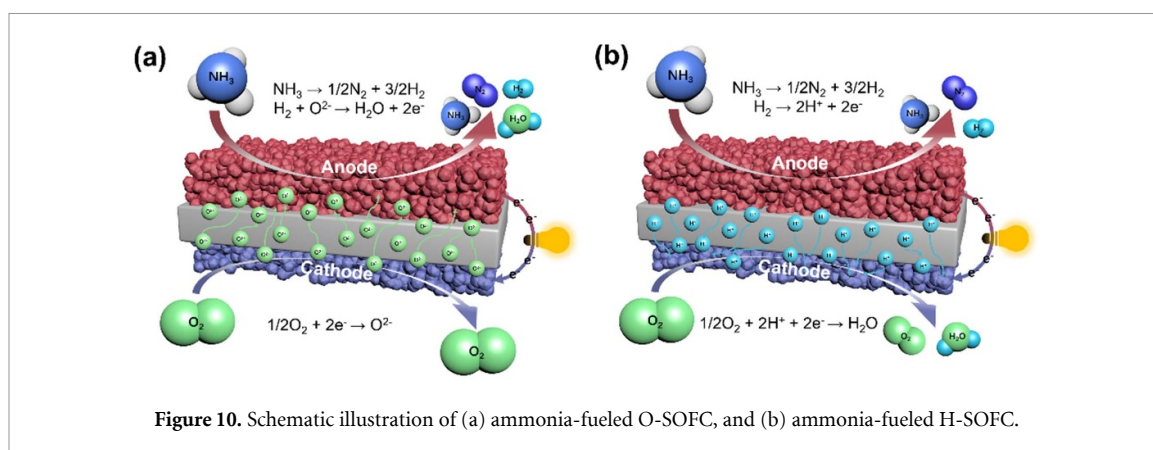 (a)
NH₃
NH₃ → 1/2N₂ + 3/2H₂
H₂ + O²⁻ → H₂O + 2e⁻
N₂
H₂
NH₃
H₂O
Anode
e⁻
e⁻
e⁻
e
Cathode
O₂
1/2O₂ + 2e⁻ → O²⁻
O₂
(b)
NH₃
NH₃ → 1/2N₂ + 3/2H₂
H₂ → 2H⁺ + 2e⁻
N₂
NH₃
H₂
Anode
e⁻
e⁻
e⁻
e
Cathode
O₂
1/2O₂ + 2H⁺ + 2e⁻ → H₂O
O₂
H₂O
Figure 10. Schematic illustration of (a) ammonia-fueled O-SOFC, and (b) ammonia-fueled H-SOFC.